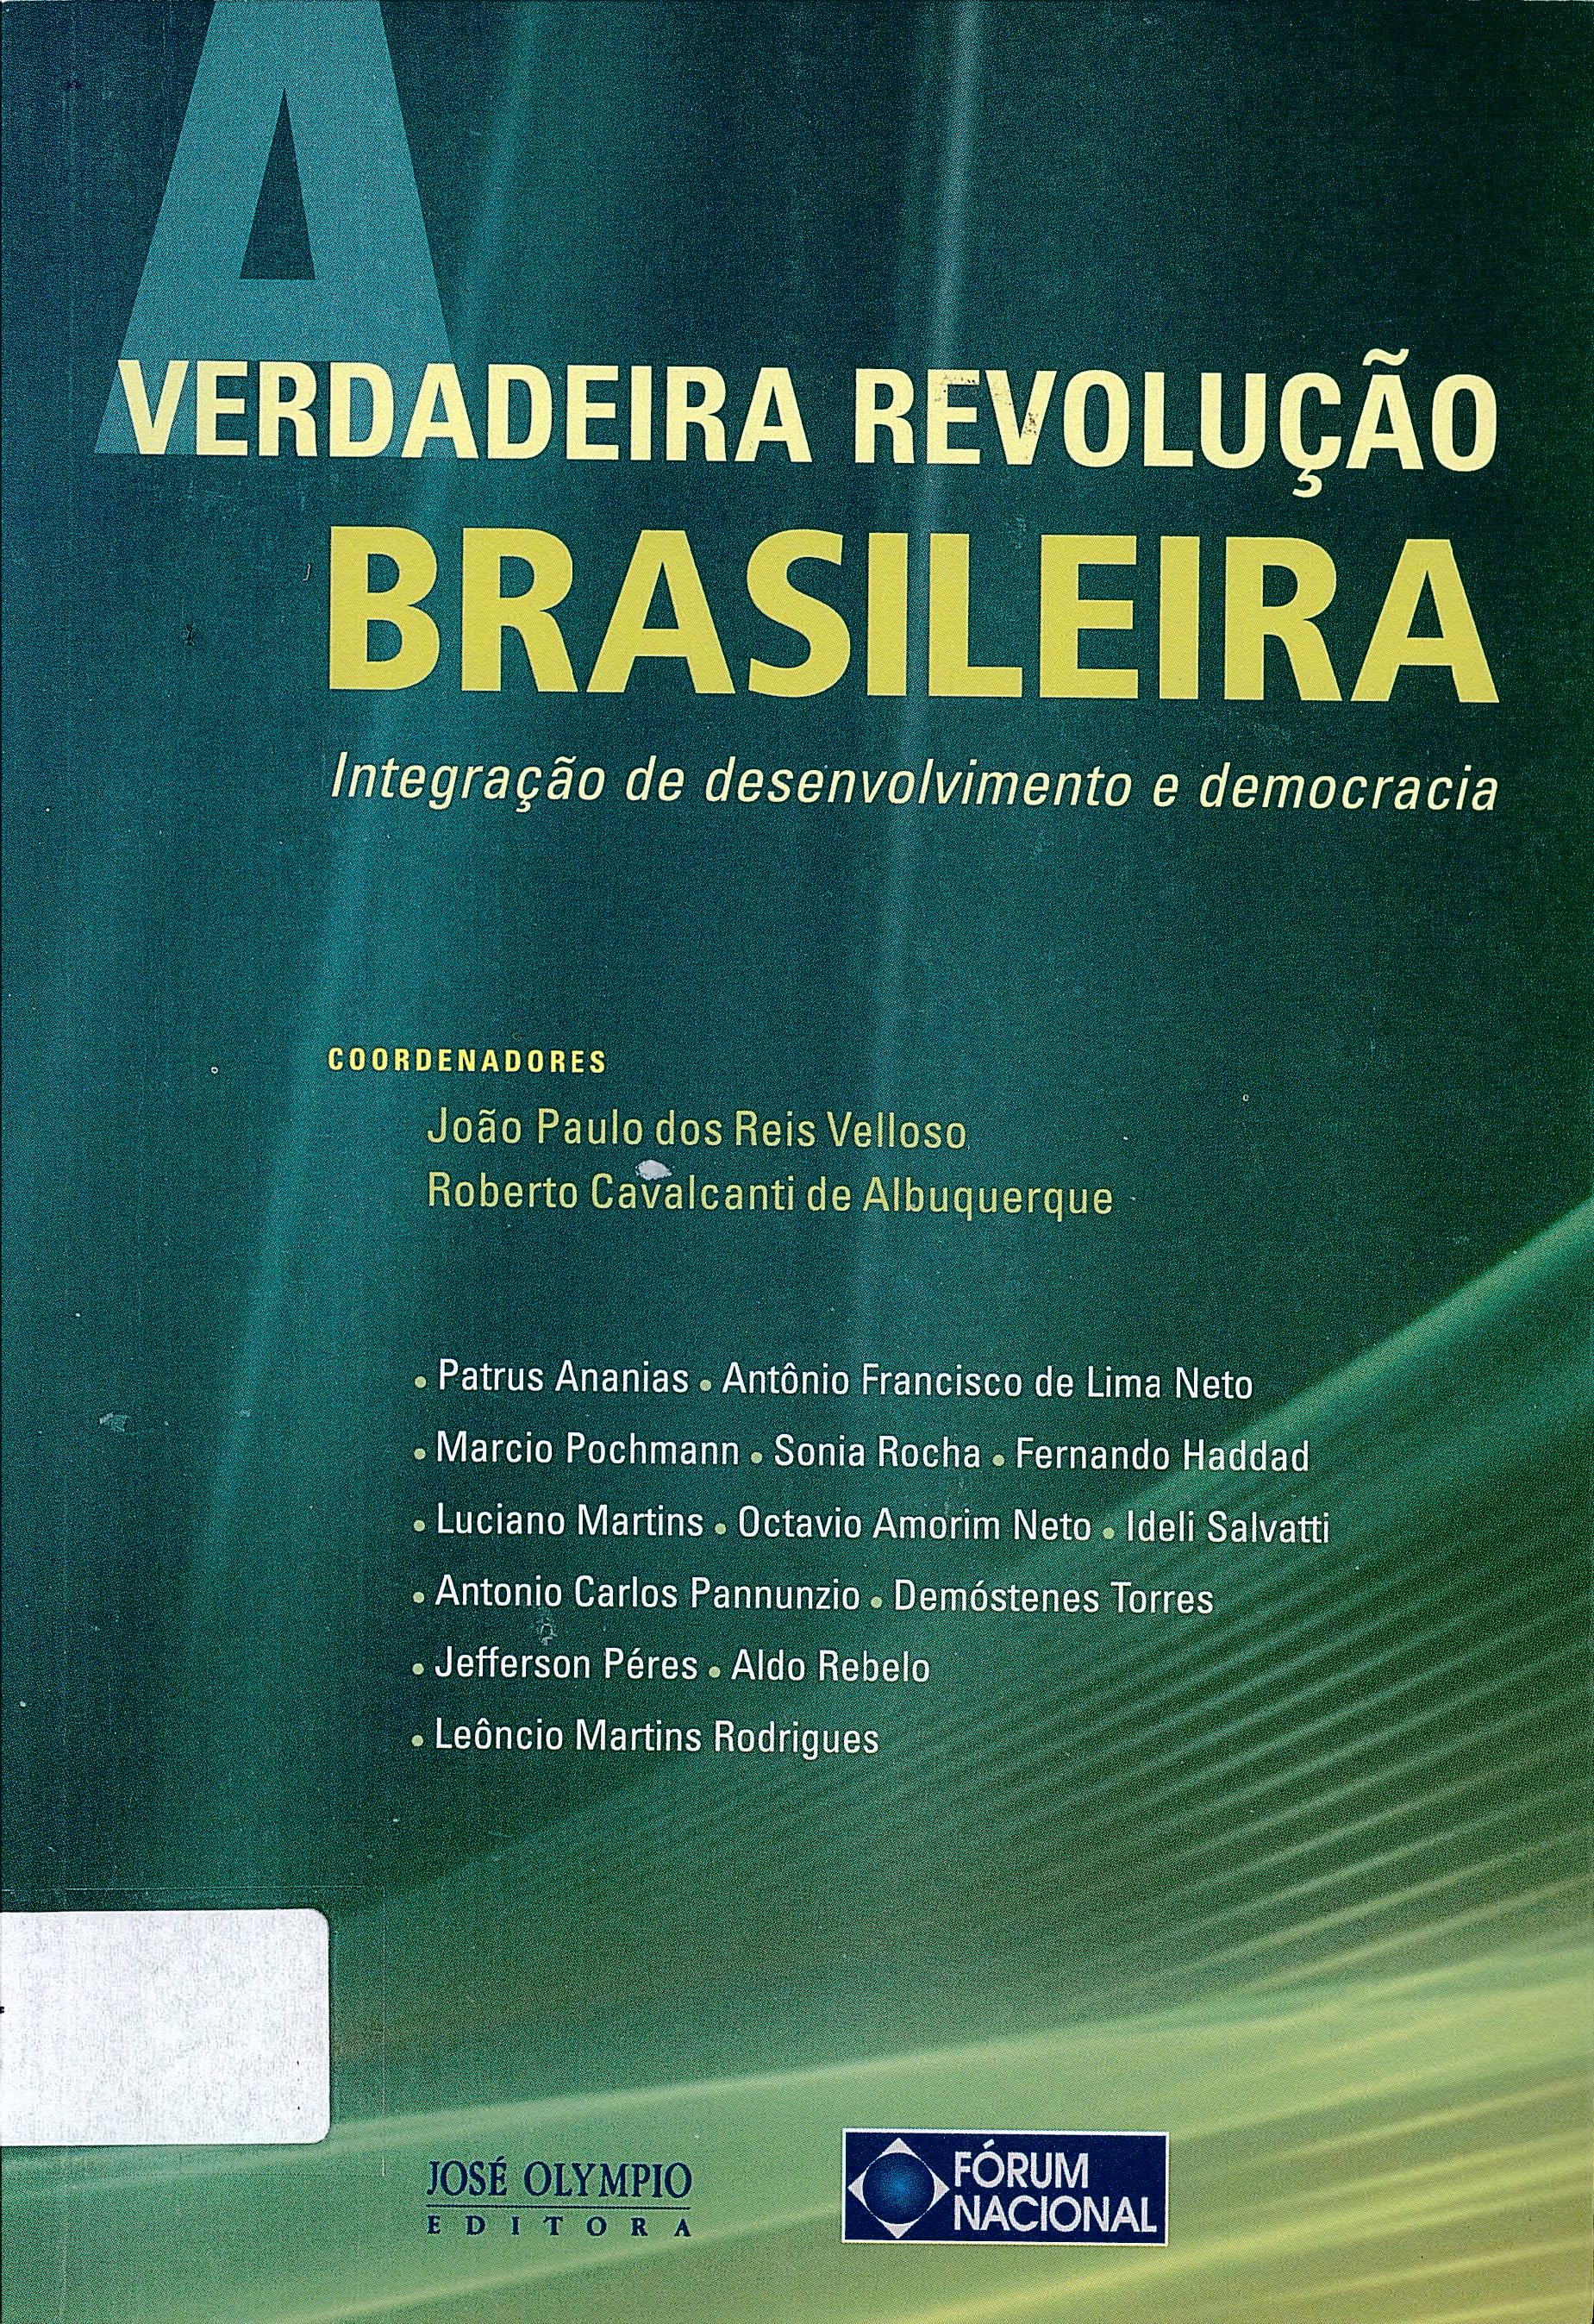 A
VERDADEIRA REVOLUÇÃO
BRASILEIRA
Integração de desenvolvimento e democracia
COORDENADORES
João Paulo dos Reis Velloso
Roberto Cavalcanti de Albuquerque
• Patrus Ananias • Antônio Francisco de Lima Neto
• Marcio Pochmann • Sonia Rocha • Fernando Haddad
• Luciano Martins • Octavio Amorim Neto • Ideli Salvatti
• Antonio Carlos Pannunzio • Demóstenes Torres
• Jefferson Péres • Aldo Rebelo
• Leôncio Martins Rodrigues
JOSÉ OLYMPIO
EDITORA
FÓRUM
NACIONAL